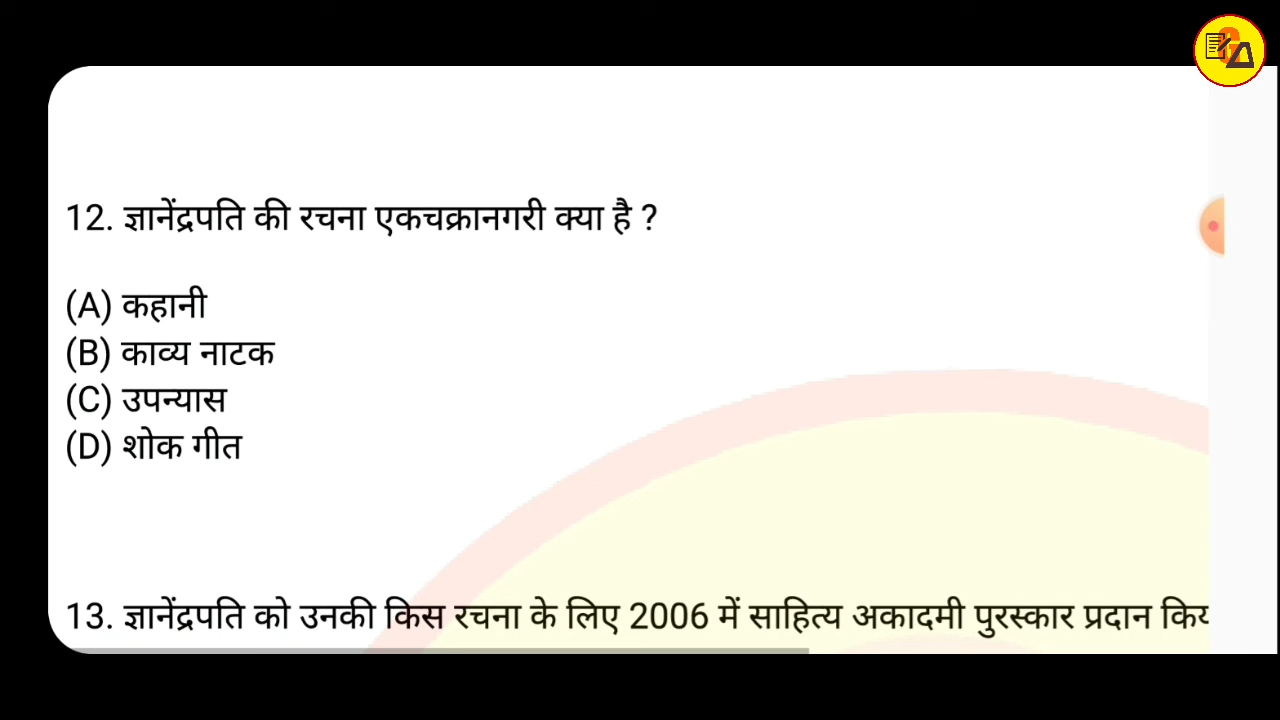 12. ज्ञानेंद्रपति की रचना एकचक्रानगरी क्या है ?
(A) कहानी
(B) काव्य नाटक
(C) उपन्यास
(D) शोक गीत
13. ज्ञानेंद्रपति को उनकी किस रचना के लिए 2006 में साहित्य अकादमी पुरस्कार प्रदान